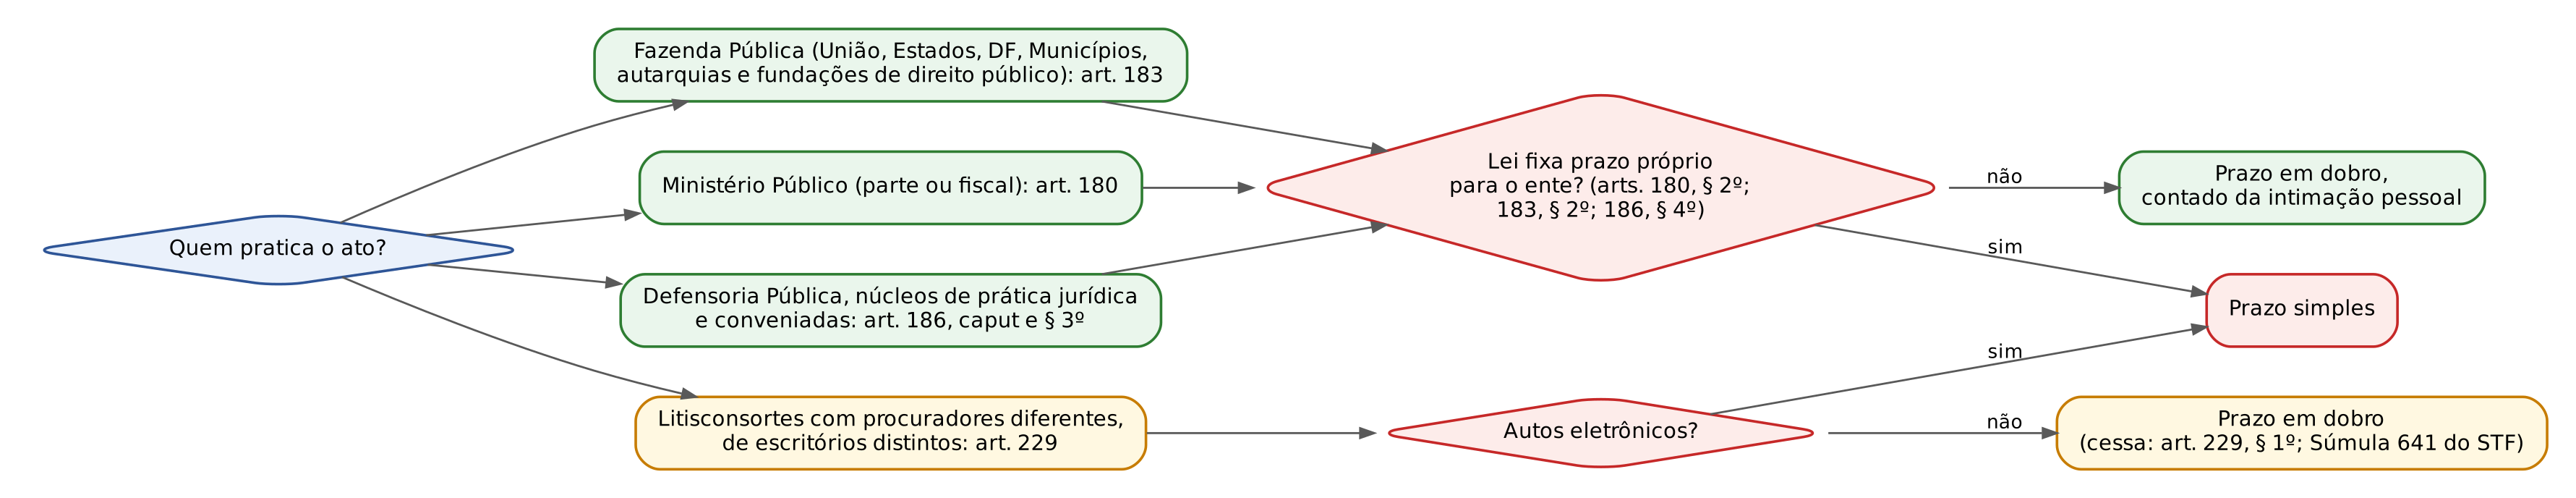 Quem pratica o ato?
Fazenda Pública (União, Estados, DF, Municípios,
autarquias e fundações de direito público): art. 183
Ministério Público (parte ou fiscal): art. 180
Defensoria Pública, núcleos de prática jurídica
e conveniadas: art. 186, caput e § 3º
Litisconsortes com procuradores diferentes,
de escritórios distintos: art. 229
Lei fixa prazo próprio
para o ente? (arts. 180, § 2º;
183, § 2º; 186, § 4º)
Autos eletrônicos?
não
sim
sim
não
Prazo em dobro,
contado da intimação pessoal
Prazo simples
Prazo em dobro
(cessa: art. 229, § 1º; Súmula 641 do STF)